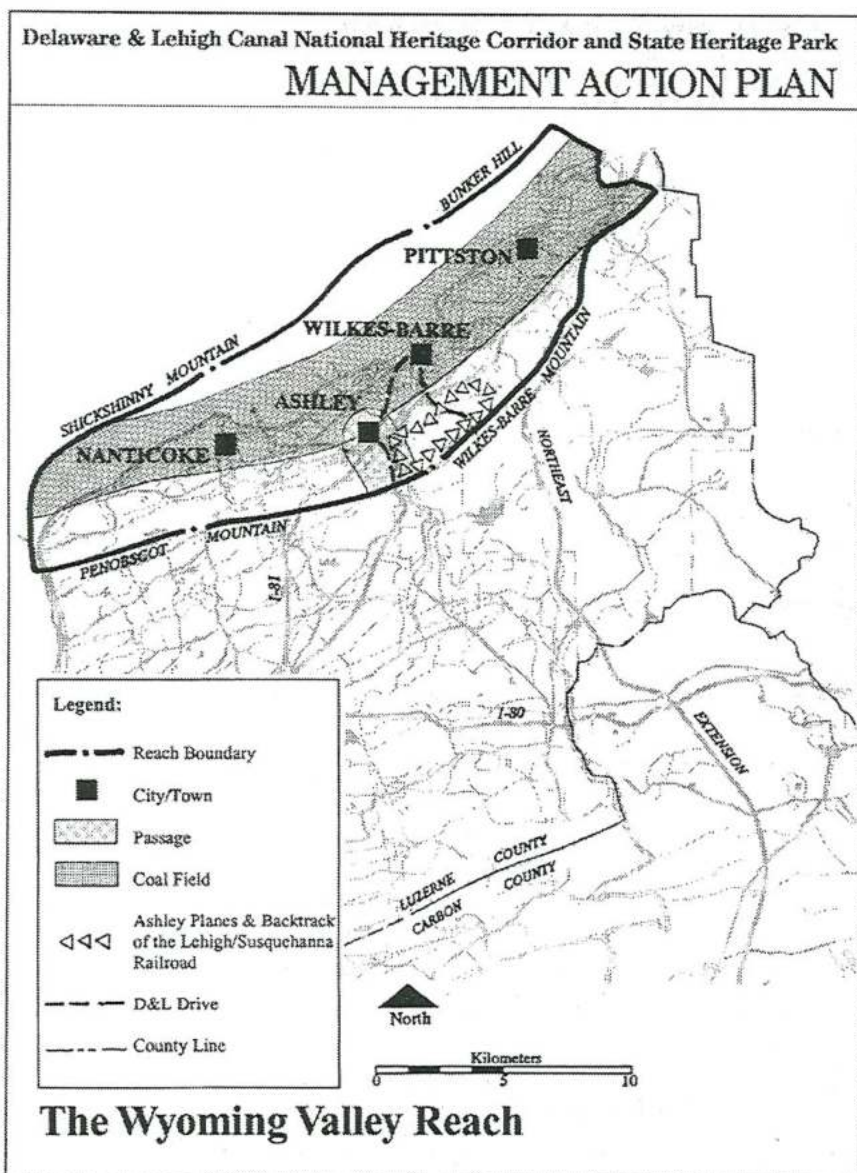 Delaware & Lehigh Canal National Heritage Corridor and State Heritage Park
MANAGEMENT ACTION PLAN
BUNKER HILL
PITTSTON
WILKES-BARRE
SHICKSHINNY MOUNTAIN
ASHLEY
WILKES-BARRE MOUNTAIN
NANTICOKE
NORTHEAST
PENOBSGOT MOUNTAIN
I-81
I-80
EXTENSION
LUZERNE COUNTY
CARBON COUNTY
Legend:
Reach Boundary
City/Town
Passage
Coal Field
Ashley Planes & Backtrack
of the Lehigh/Susquehanna
Railroad
D&L Drive
County Line
North
Kilometers
0 5 10
The Wyoming Valley Reach